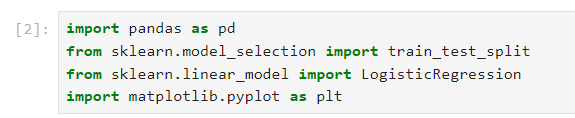 [2]: import pandas as pd
from sklearn.model_selection import train_test_split
from sklearn.linear_model import LogisticRegression
import matplotlib.pyplot as plt